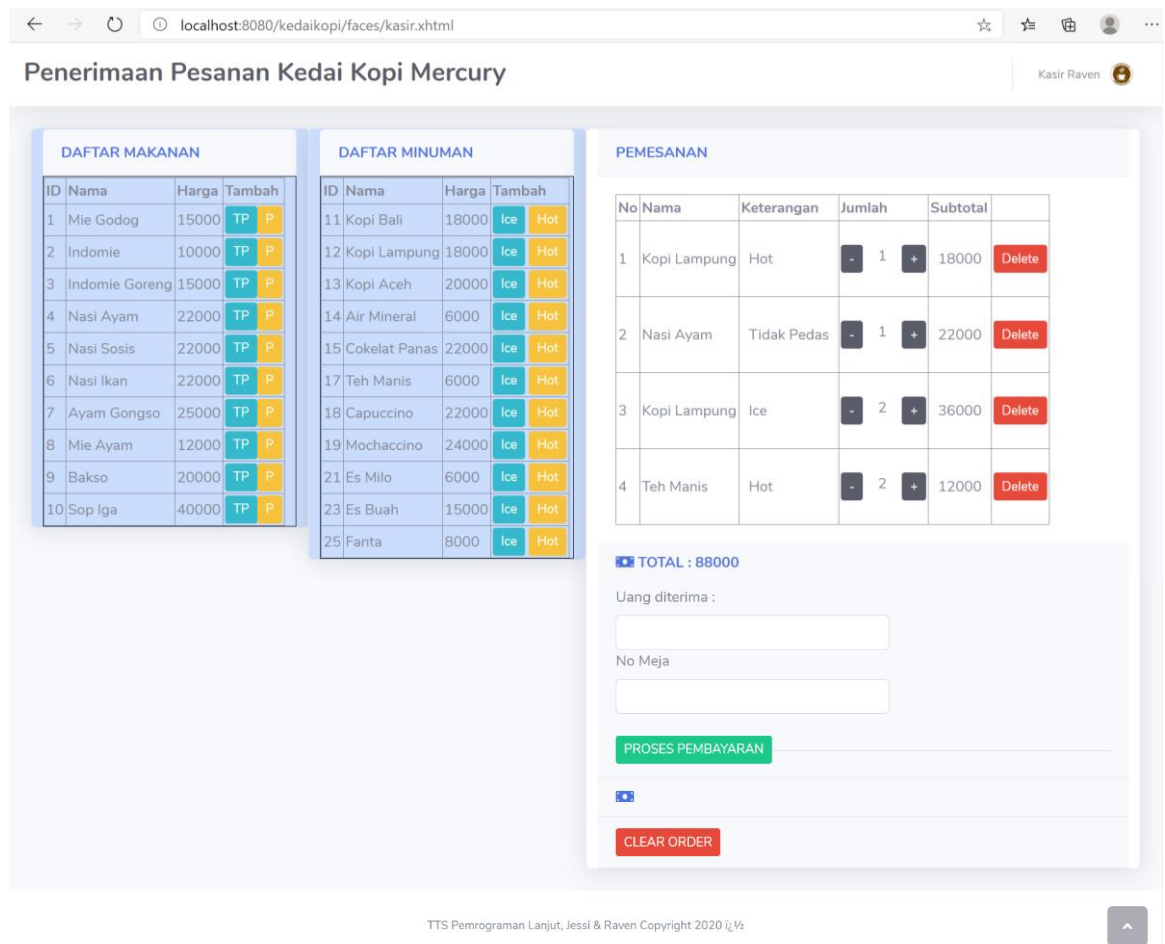 localhost:8080/kedaikopi/faces/kasir.xhtml
Penerimaan Pesanan Kedai Kopi Mercury
Kasir Raven
DAFTAR MAKANAN
ID Nama Harga Tambah
1 Mie Godog 15000 TP P
2 Indomie 10000 TP P
3 Indomie Goreng 15000 TP P
4 Nasi Ayam 22000 TP P
5 Nasi Sosis 22000 TP P
6 Nasi Ikan 22000 TP P
7 Ayam Gongso 25000 TP P
8 Mie Ayam 12000 TP P
9 Bakso 20000 TP P
10 Sop Iga 40000 TP P
DAFTAR MINUMAN
ID Nama Harga Tambah
11 Kopi Bali 18000 Ice Hot
12 Kopi Lampung 18000 Ice Hot
13 Kopi Aceh 20000 Ice Hot
14 Air Mineral 6000 Ice Hot
15 Cokelat Panas 22000 Ice Hot
17 Teh Manis 6000 Ice Hot
18 Capuccino 22000 Ice Hot
19 Mochaccino 24000 Ice Hot
21 Es Milo 6000 Ice Hot
23 Es Buah 15000 Ice Hot
25 Fanta 8000 Ice Hot
PEMESANAN
No Nama Keterangan Jumlah Subtotal
1 Kopi Lampung Hot - 1 + 18000 Delete
2 Nasi Ayam Tidak Pedas - 1 + 22000 Delete
3 Kopi Lampung Ice - 2 + 36000 Delete
4 Teh Manis Hot - 2 + 12000 Delete
TOTAL : 88000
Uang diterima :
No Meja
PROSES PEMBAYARAN
CLEAR ORDER
TTS Pemrograman Lanjut, Jessi & Raven Copyright 2020 ï¿½